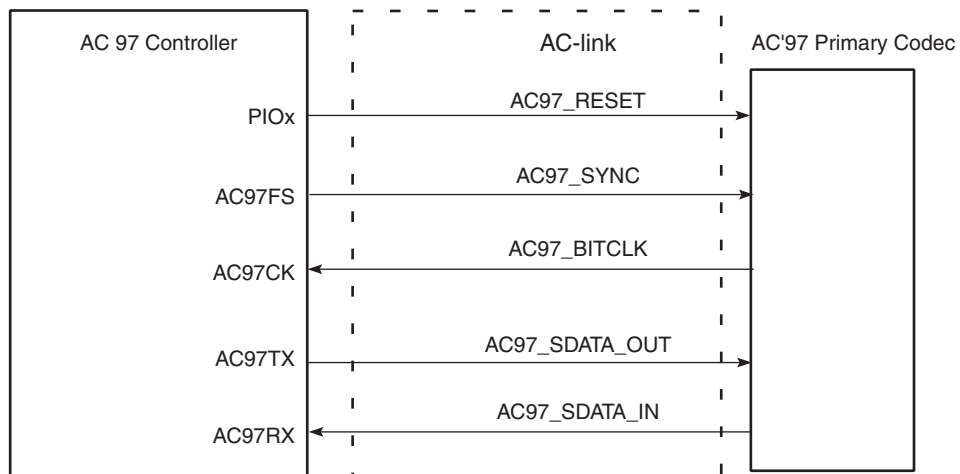 AC 97 Controller
AC-link
AC'97 Primary Codec
PIOx
AC97_RESET
AC97FS
AC97_SYNC
AC97CK
AC97_BITCLK
AC97TX
AC97_SDATA_OUT
AC97RX
AC97_SDATA_IN